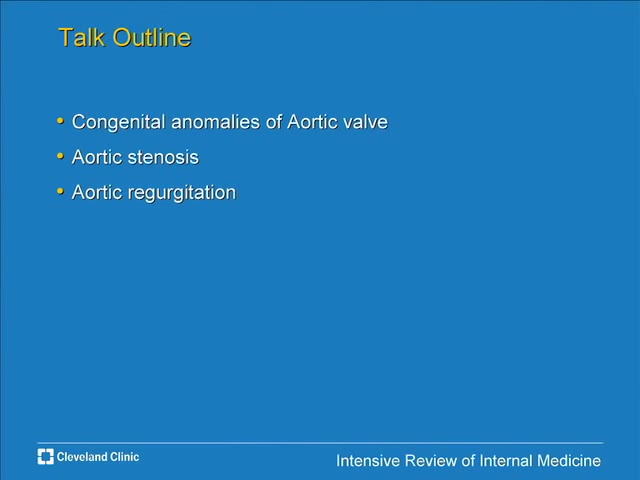 Talk Outline
• Congenital anomalies of Aortic valve
• Aortic stenosis
• Aortic regurgitation
Cleveland Clinic
Intensive Review of Internal Medicine